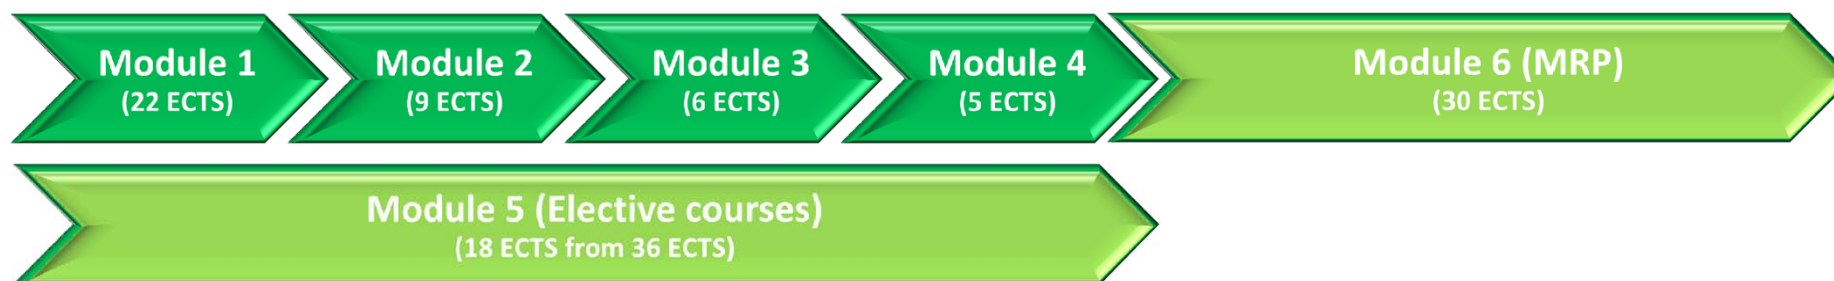 Module 1
(22 ECTS)
Module 2
(9 ECTS)
Module 3
(6 ECTS)
Module 4
(5 ECTS)
Module 6 (MRP)
(30 ECTS)
Module 5 (Elective courses)
(18 ECTS from 36 ECTS)